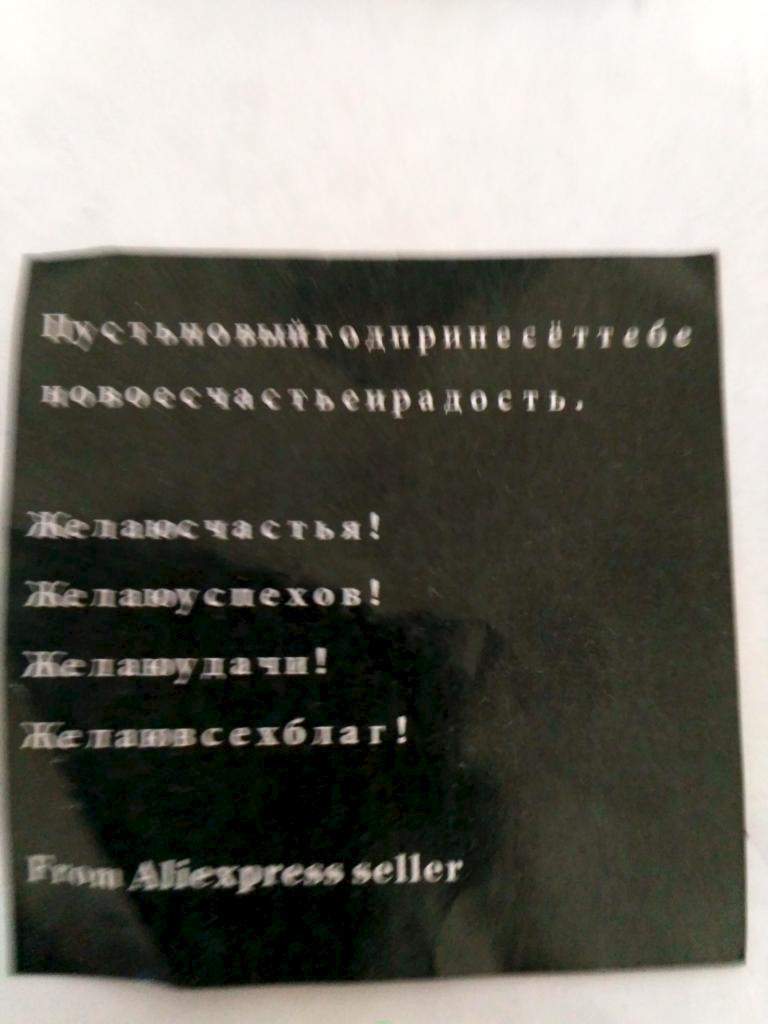 Пустьновыйгодпринесёттебе
новоесчастьеирадость.
Желаюсчастья!
Желаюуспехов!
Желаюудачи!
Желаювсехблаг!
From Aliexpress seller